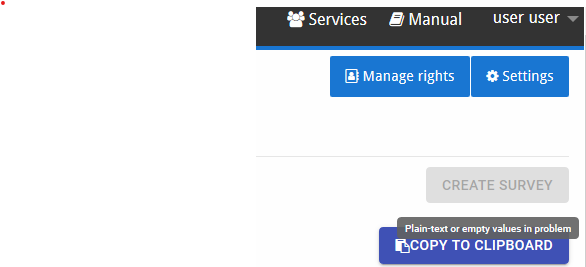 Services Manual user user
Manage rights Settings
CREATE SURVEY
Plain-text or empty values in problem
COPY TO CLIPBOARD